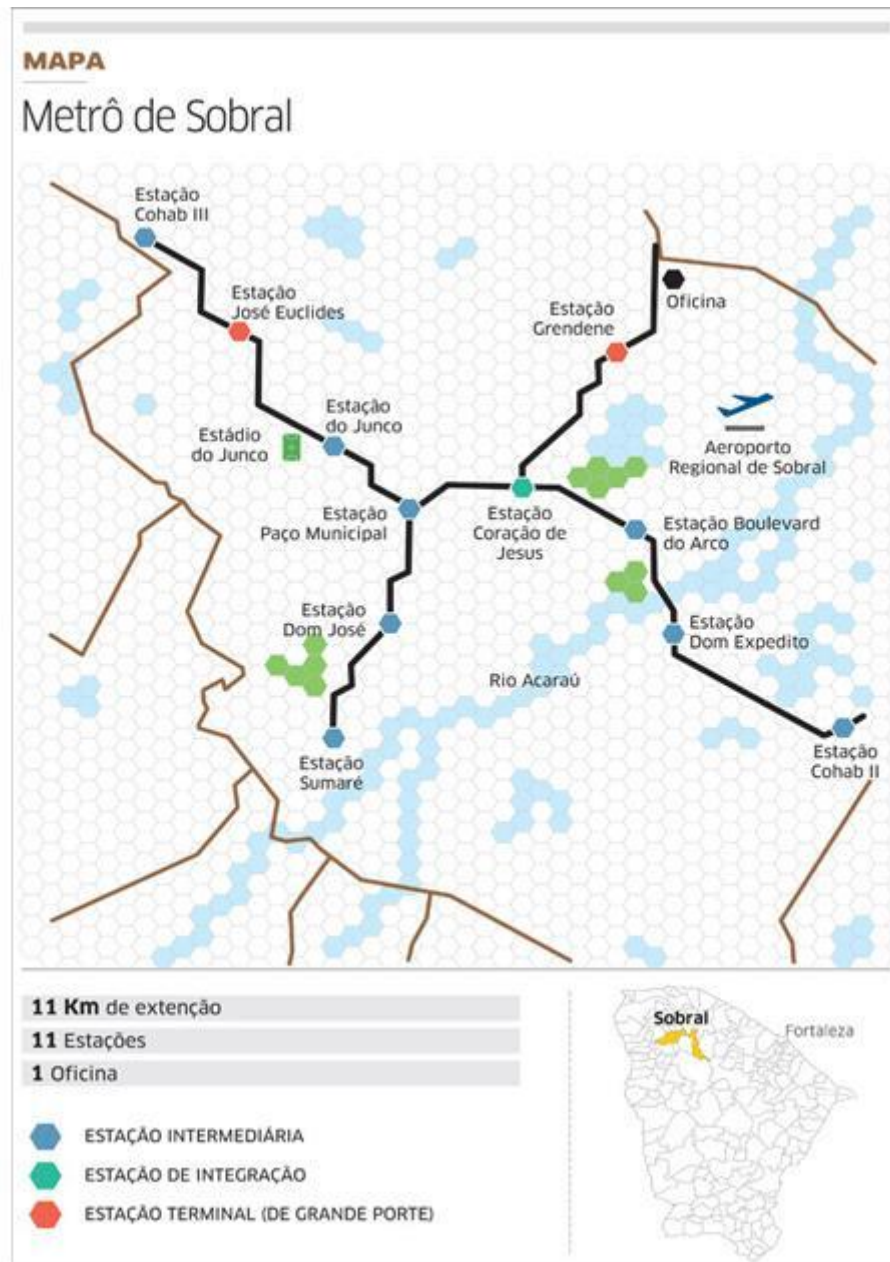 MAPA
Metrô de Sobral
Estação
Cohab III
Estação
José Euclides
Estação
Grendene
Oficina
Estação
do Junco
Estádio
do Junco
Aeroporto
Regional de Sobral
Estação
Paço Municipal
Estação
Coração de
Jesus
Estação Boulevard
do Arco
Estação
Dom José
Estação
Dom Expedito
Rio Acaraú
Estação
Sumaré
Estação
Cohab II
11 Km de extenção
11 Estações
1 Oficina
ESTAÇÃO INTERMEDIÁRIA
ESTAÇÃO DE INTEGRAÇÃO
ESTAÇÃO TERMINAL (DE GRANDE PORTE)
Sobral
Fortaleza